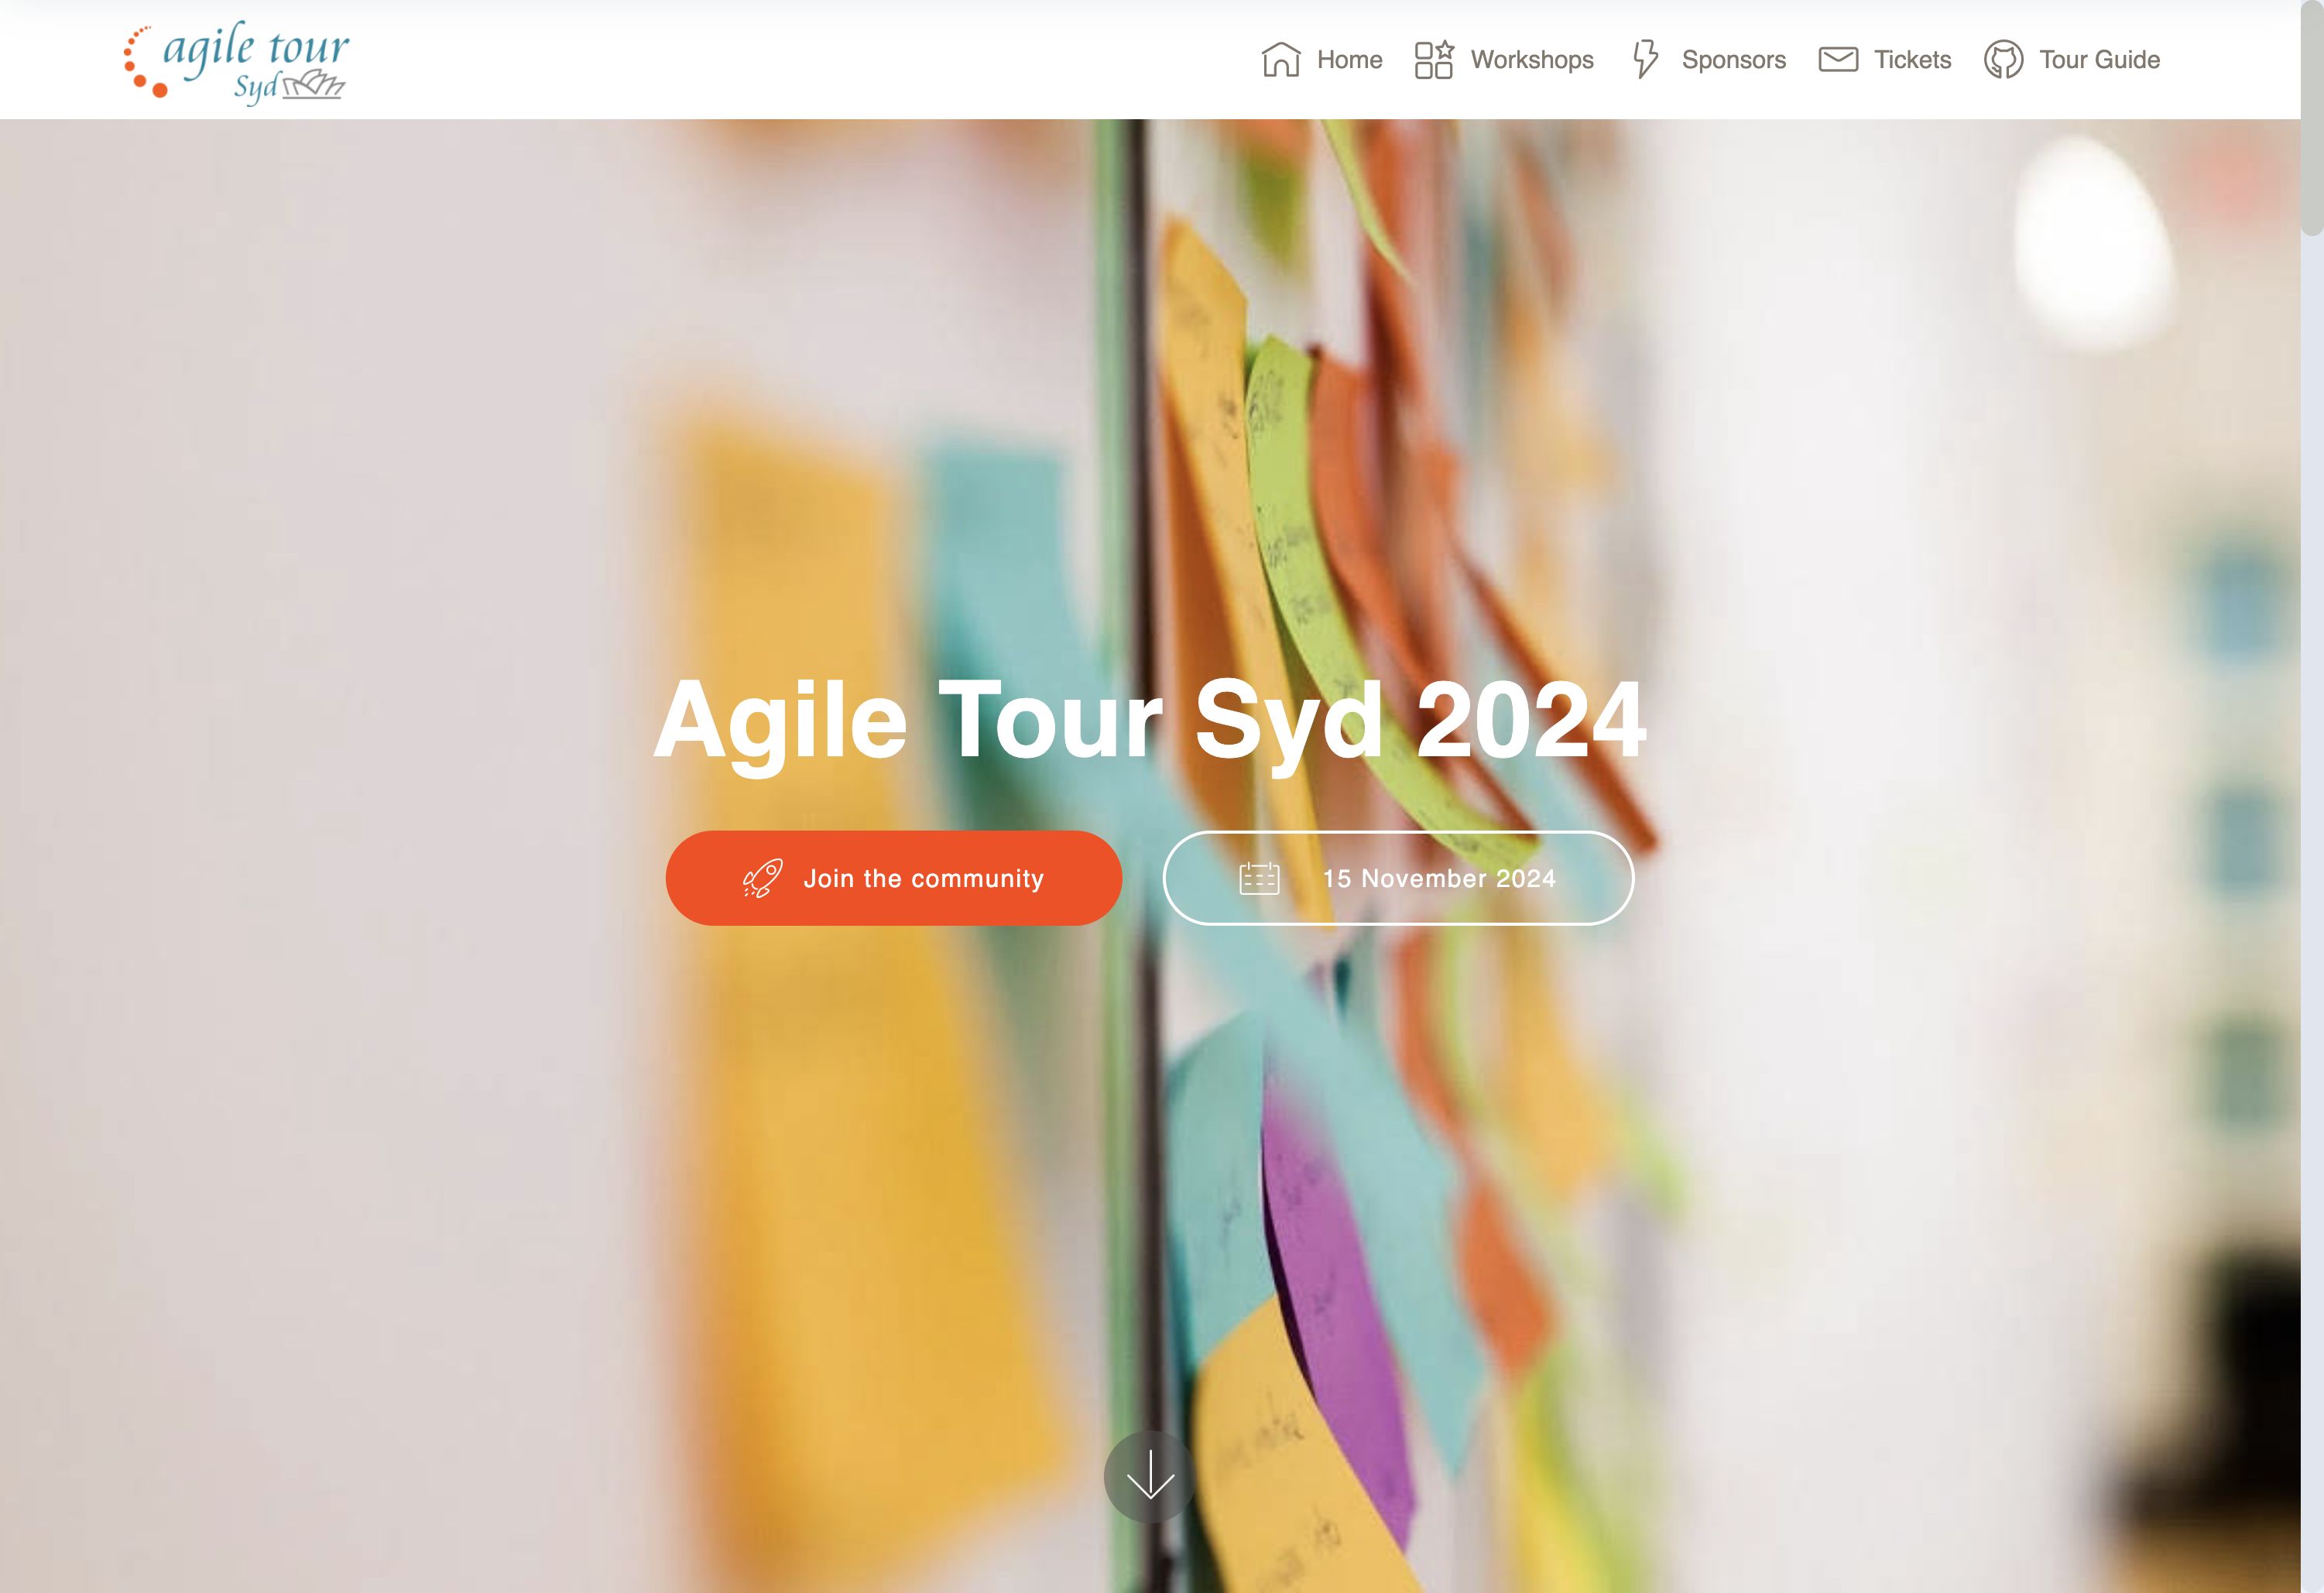 agile tour
Syd
Home
Workshops
Sponsors
Tickets
Tour Guide
Agile Tour Syd 2024
Join the community
15 November 2024